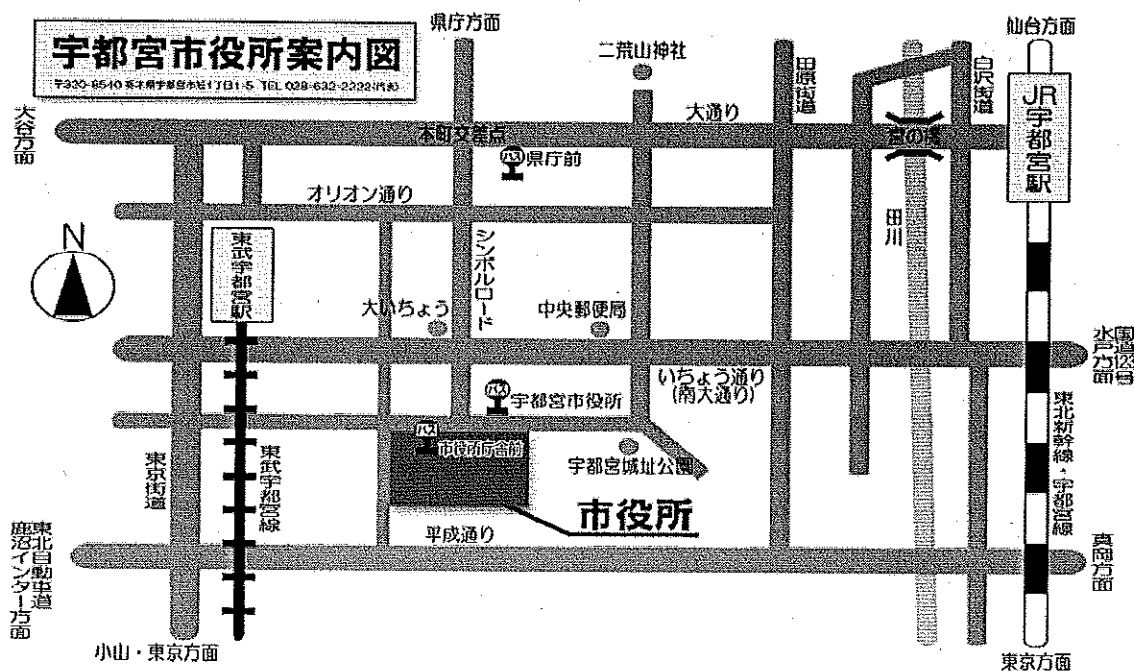 県庁方面
仙台方面
宇都宮市役所案内図
〒320-8540 栃木県宇都宮市旭1丁目1-5 TEL 028-632-2222(代表)
二荒山神社
田原街道
白沢街道
JR宇都宮駅
大谷方面
大通り
本町交差点
宮の橋
バス
県庁前
オリオン通り
田川
N
東武宇都宮駅
シンボルロード
大いちょう
中央郵便局
国道123号
水戸方面
いちょう通り
(南大通り)
バス
宇都宮市役所
バス
市役所庁舎前
宇都宮城址公園
東京街道
東武宇都宮線
東北新幹線・宇都宮線
市役所
平成通り
東北自動車道
鹿沼インター方面
真岡方面
小山・東京方面
東京方面